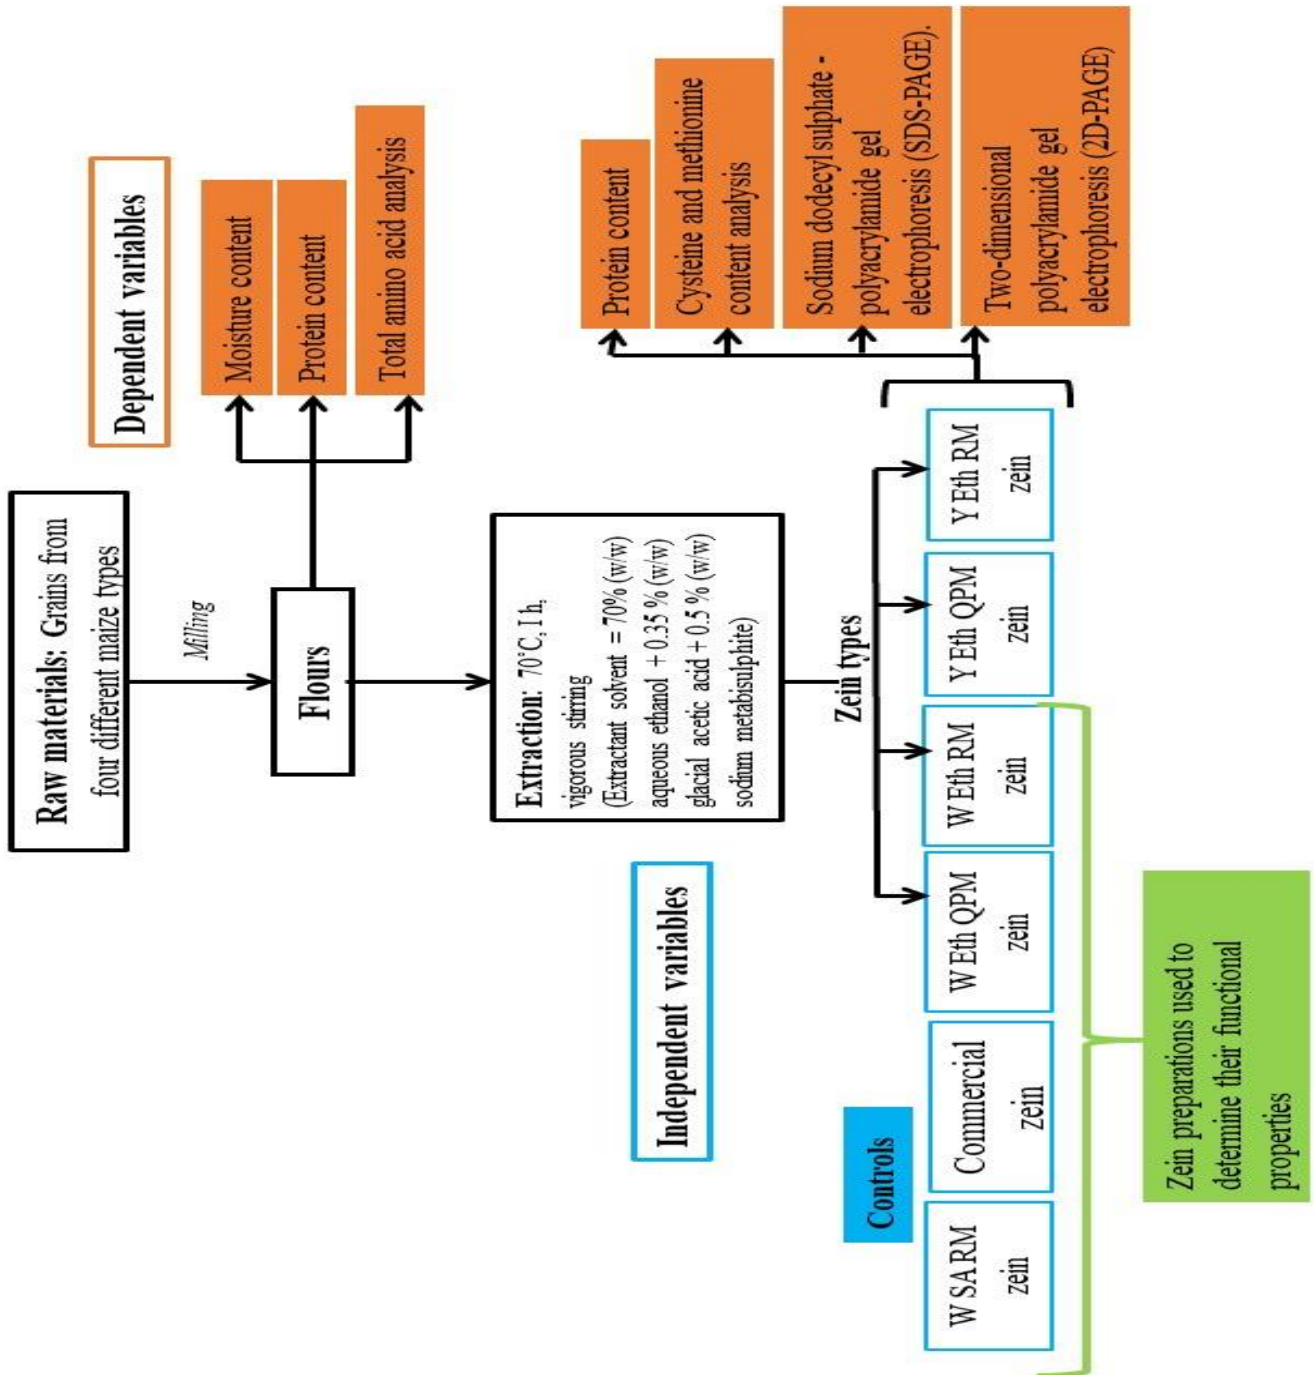 Raw materials: Grains from
four different maize types
Dependent variables
Milling
Flours
Moisture content
Protein content
Total amino acid analysis
Extraction: 70°C, 1 h,
vigorous stirring
(Extractant solvent = 70% (w/w)
aqueous ethanol + 0.35 % (w/w)
glacial acetic acid + 0.5 % (w/w)
sodium metabisulphite)
Independent variables
Zein types
Controls
W SA RM
zein
Commercial
zein
W Eth QPM
zein
W Eth RM
zein
Y Eth QPM
zein
Y Eth RM
zein
Protein content
Cysteine and methionine
content analysis
Sodium dodecyl sulphate -
polyacrylamide gel
electrophoresis (SDS-PAGE).
Two-dimensional
polyacrylamide gel
electrophoresis (2D-PAGE)
Zein preparations used to
determine their functional
properties